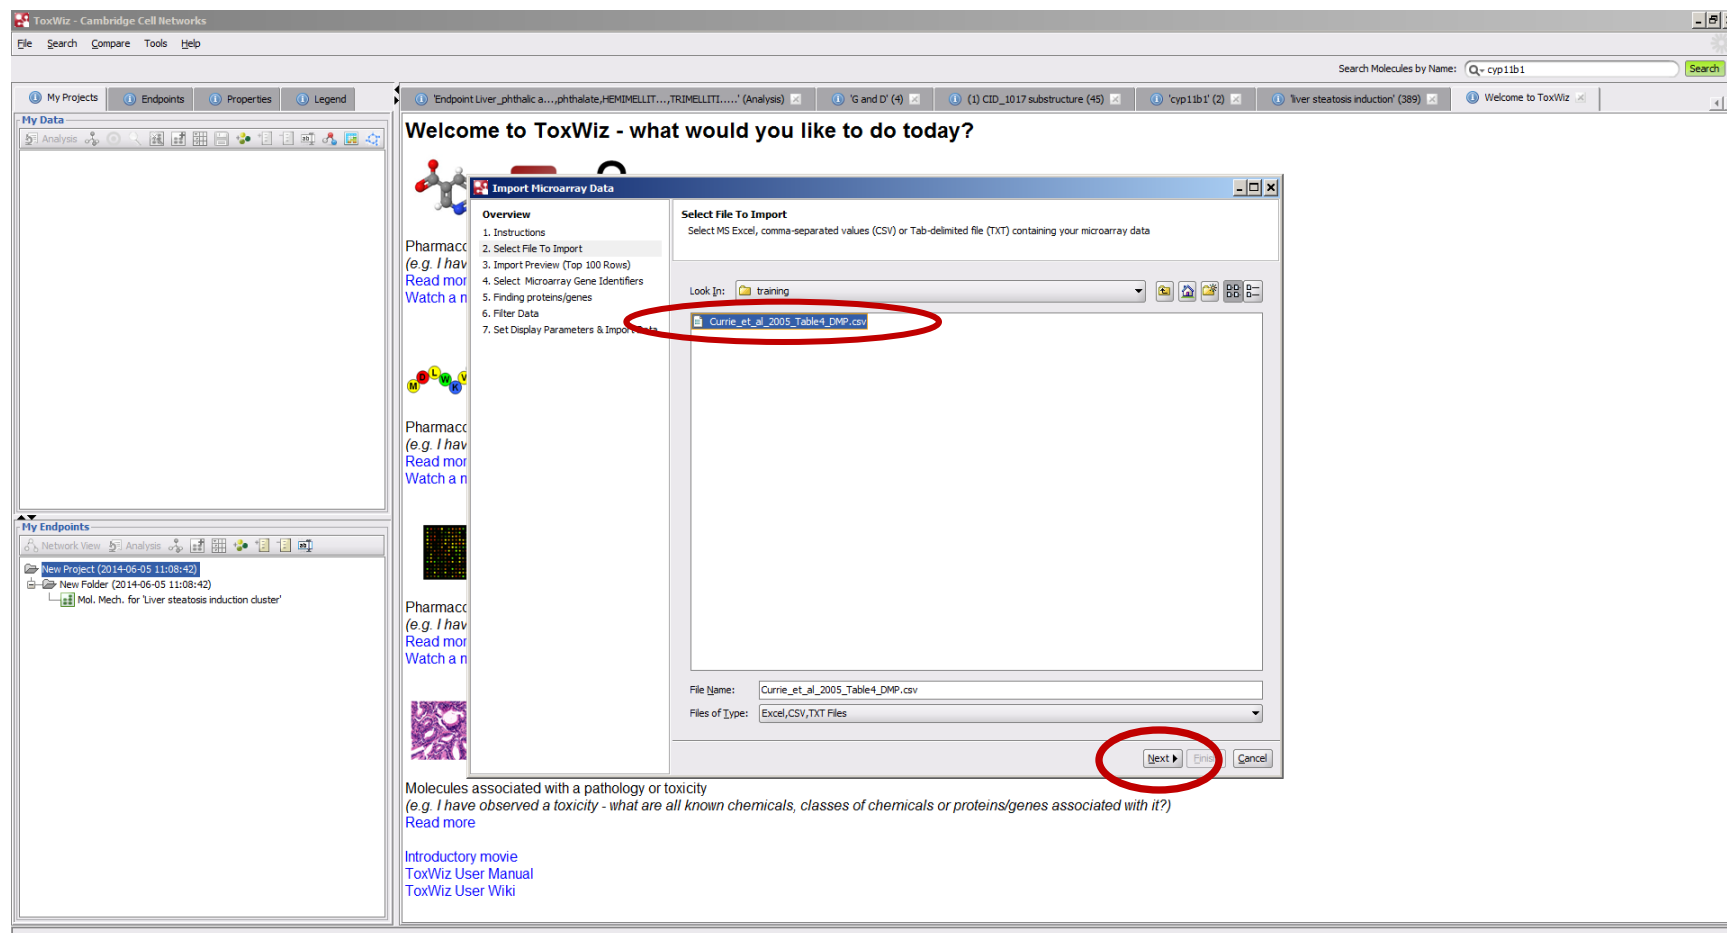 ToxWiz - Cambridge Cell Networks
File Search Compare Tools Help
Search Molecules by Name: cyp11b1 Search
My Projects Endpoints Properties Legend
'Endpoint Liver_phthalic a...,phthalate,HEMIMELLIT...,TRIMELLITI.....' (Analysis) 'G and D' (4) (1) CID_1017 substructure (45) 'cyp11b1' (2) 'liver steatosis induction' (389) Welcome to ToxWiz
My Data
Analysis
Welcome to ToxWiz - what would you like to do today?
Import Microarray Data
Overview
1. Instructions
2. Select File To Import
3. Import Preview (Top 100 Rows)
4. Select Microarray Gene Identifiers
5. Finding proteins/genes
6. Filter Data
7. Set Display Parameters & Import Data
Select File To Import
Select MS Excel, comma-separated values (CSV) or Tab-delimited file (TXT) containing your microarray data
Look In: training
Currie_et_al_2005_Table4_DMP.csv
File Name: Currie_et_al_2005_Table4_DMP.csv
Files of Type: Excel,CSV,TXT Files
Next Finish Cancel
Pharmaco
(e.g. I hav
Read mor
Watch a m
M D L W K V
Pharmaco
(e.g. I hav
Read mor
Watch a m
Pharmaco
(e.g. I hav
Read mor
Watch a m
Molecules associated with a pathology or toxicity
(e.g. I have observed a toxicity - what are all known chemicals, classes of chemicals or proteins/genes associated with it?)
Read more
Introductory movie
ToxWiz User Manual
ToxWiz User Wiki
My Endpoints
Network View Analysis
New Project (2014-06-05 11:08:42)
New Folder (2014-06-05 11:08:42)
Mol. Mech. for 'Liver steatosis induction cluster'